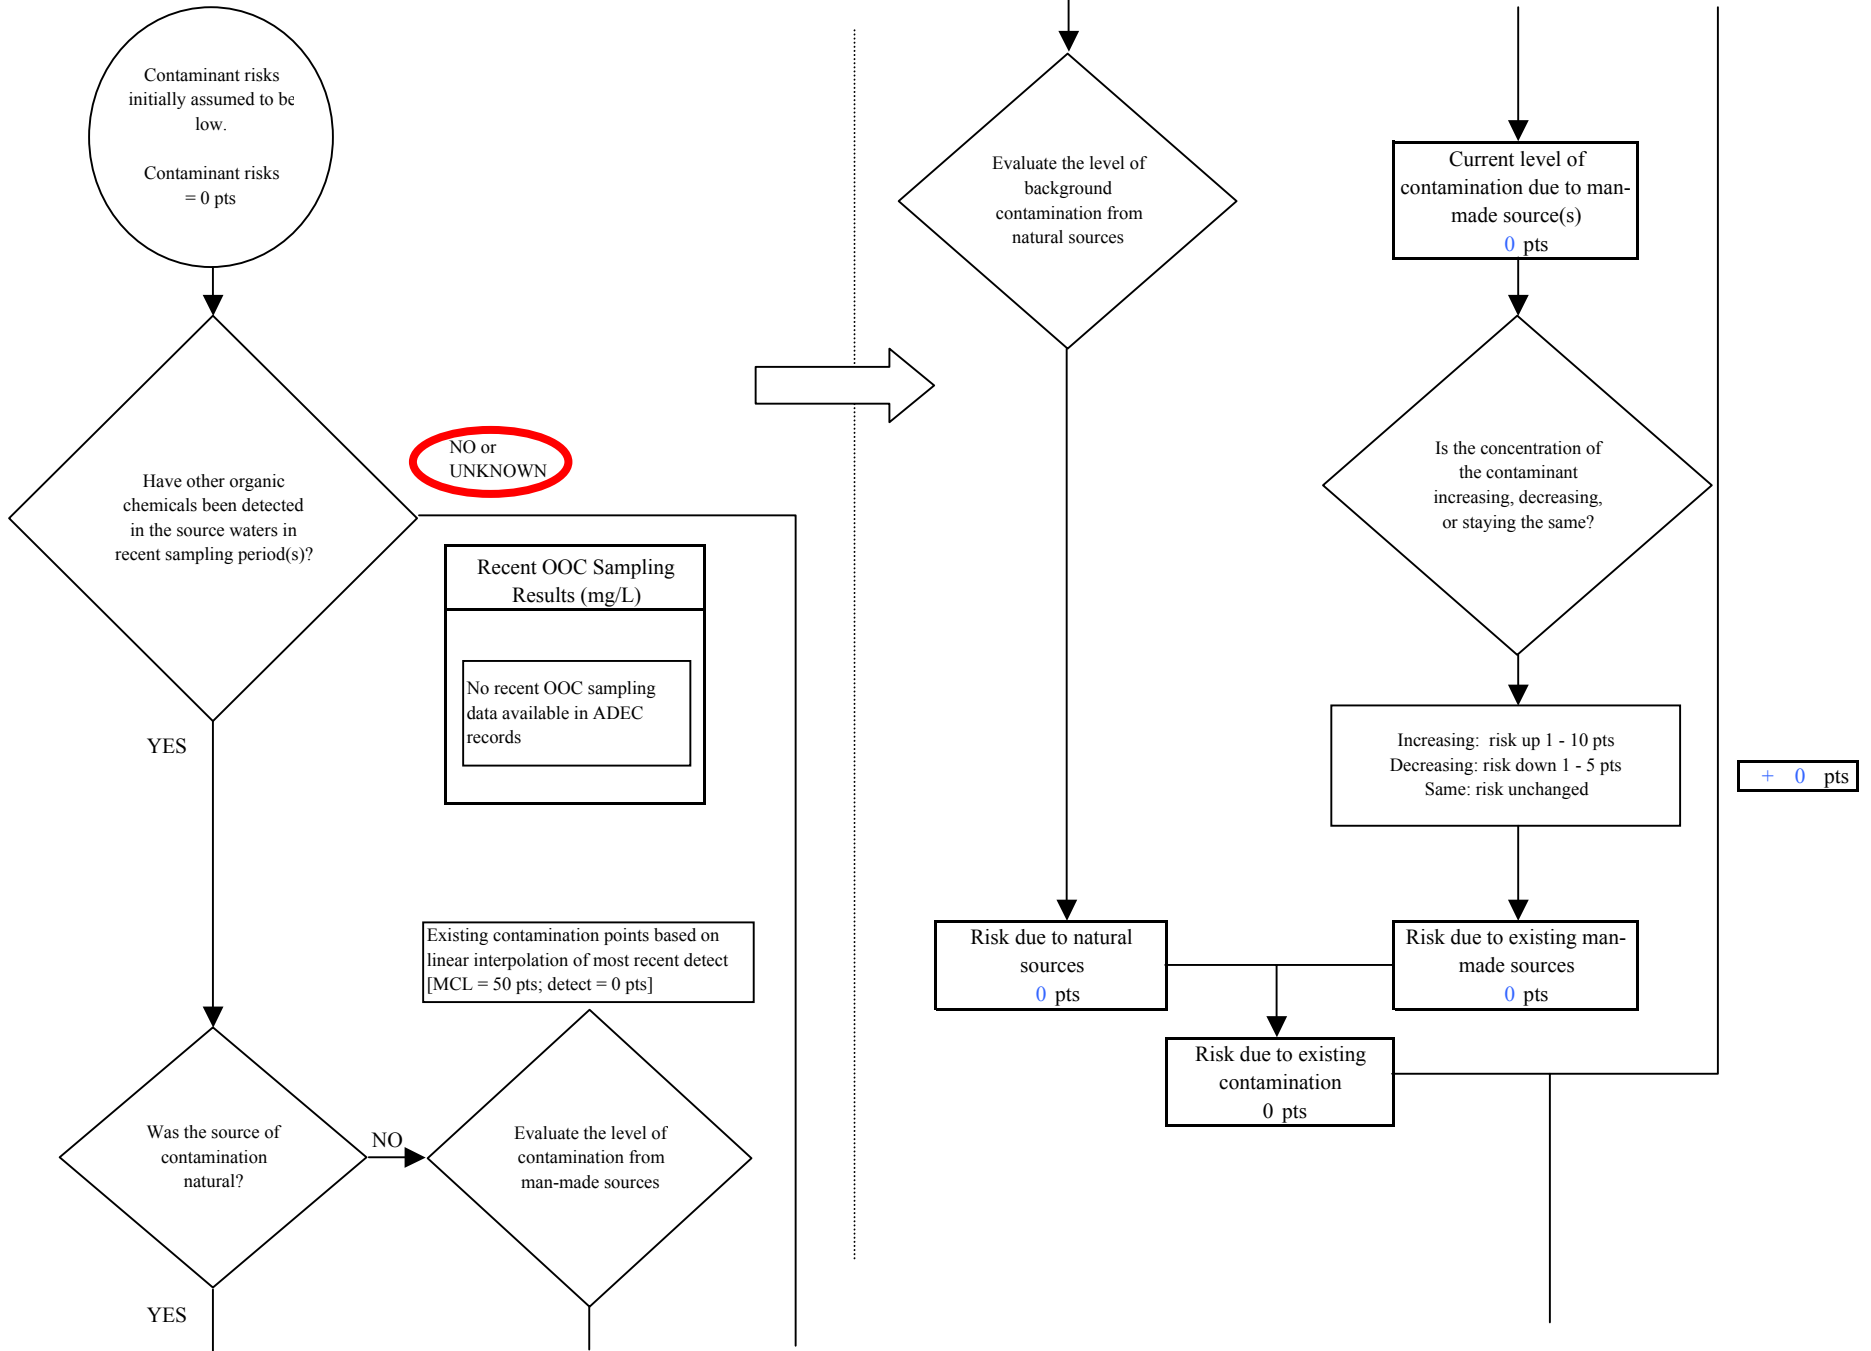 Contaminant risks
initially assumed to be
low.
Contaminant risks
= 0 pts
Have other organic
chemicals been detected
in the source waters in
recent sampling period(s)?
NO or
UNKNOWN
Recent OOC Sampling
Results (mg/L)
No recent OOC sampling
data available in ADEC
records
YES
Existing contamination points based on
linear interpolation of most recent detect
[MCL = 50 pts; detect = 0 pts]
Was the source of
contamination
natural?
NO
Evaluate the level of
contamination from
man-made sources
YES
Evaluate the level of
background
contamination from
natural sources
Current level of
contamination due to man-
made source(s)
0 pts
Is the concentration of
the contaminant
increasing, decreasing,
or staying the same?
Increasing: risk up 1 - 10 pts
Decreasing: risk down 1 - 5 pts
Same: risk unchanged
+ 0 pts
Risk due to natural
sources
0 pts
Risk due to existing man-
made sources
0 pts
Risk due to existing
contamination
0 pts